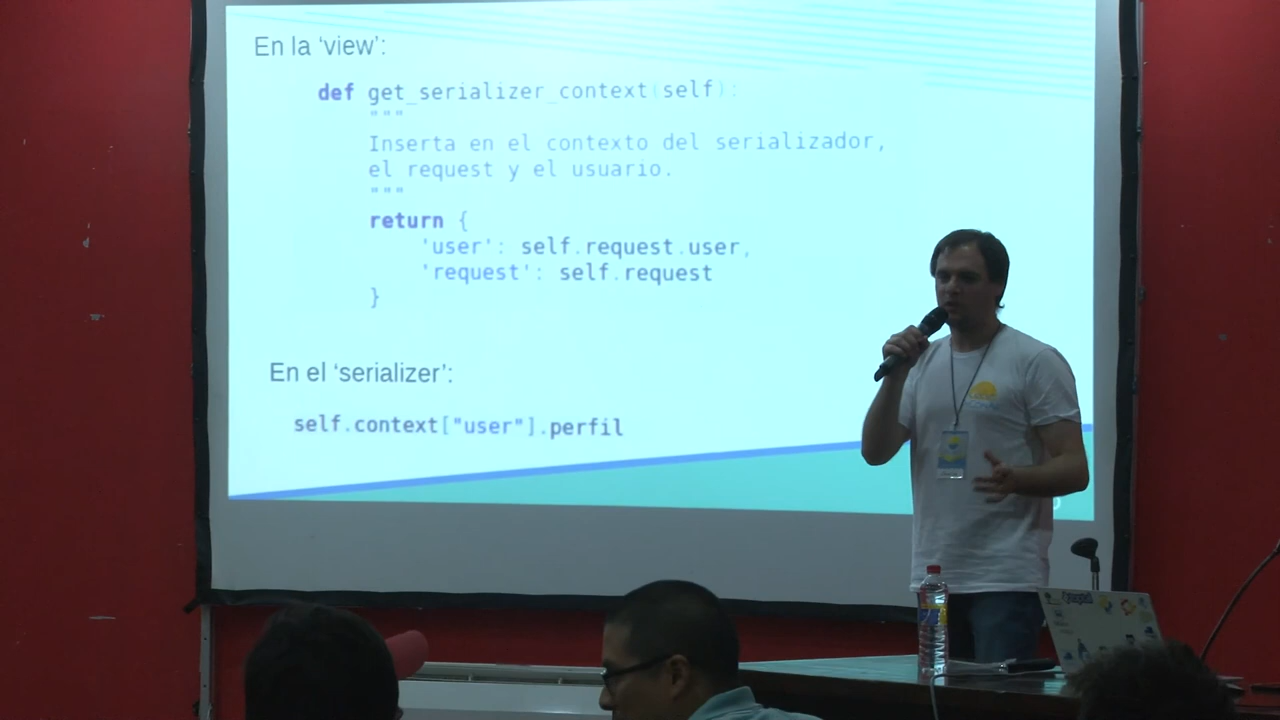 En la ‘view’:
def get_serializer_context(self):
"""
Inserta en el contexto del serializador,
el request y el usuario.
"""
return {
'user': self.request.user,
'request': self.request
}
En el ‘serializer’:
self.context["user"].perfil